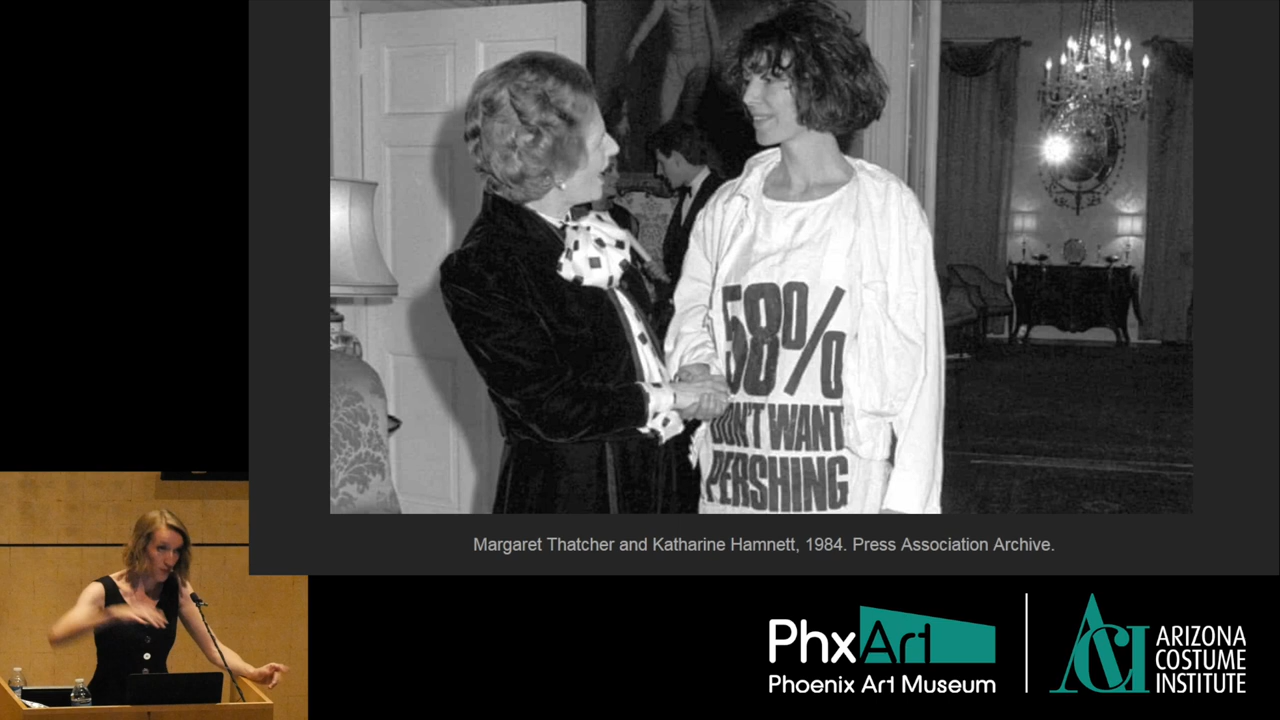 58%
DON'T WANT
PERSHING
Margaret Thatcher and Katharine Hamnett, 1984. Press Association Archive.
PhxArt
Phoenix Art Museum
ACI
ARIZONA
COSTUME
INSTITUTE